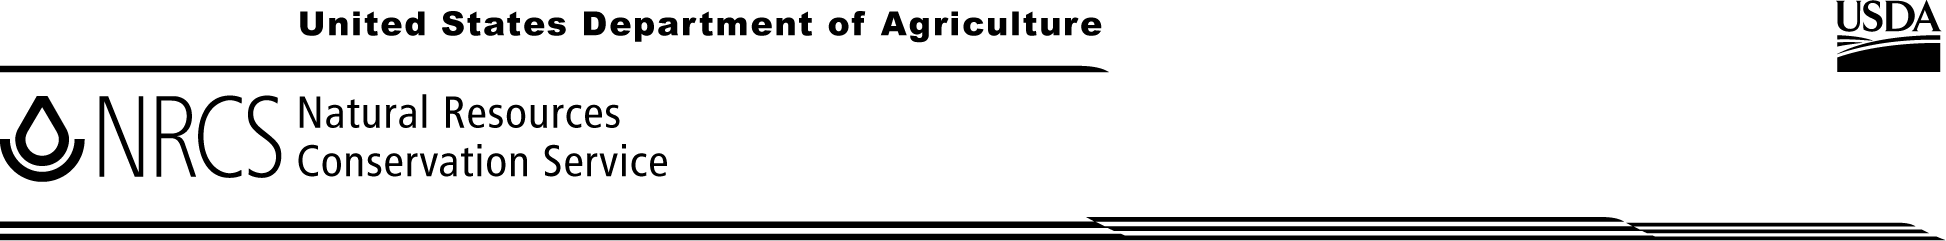 United States Department of Agriculture
USDA
NRCS
Natural Resources
Conservation Service